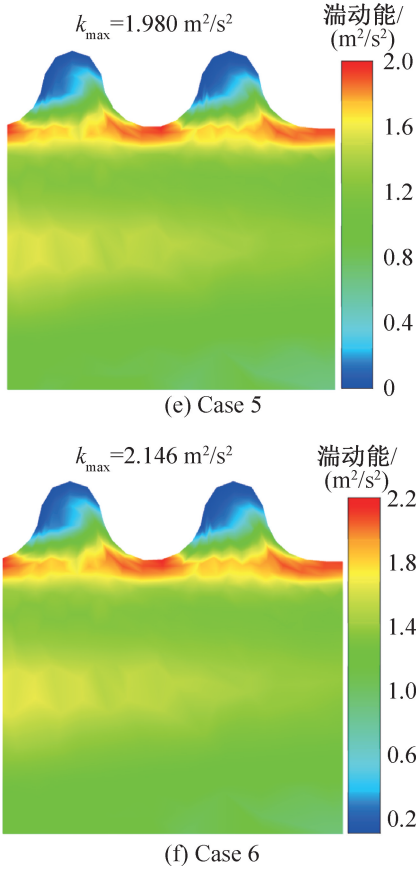 kmax=1.980 m²/s²
湍动能/
(m²/s²)
2.0
1.6
1.2
0.8
0.4
0
(e) Case 5
kmax=2.146 m²/s²
湍动能/
(m²/s²)
2.2
1.8
1.4
1.0
0.6
0.2
(f) Case 6